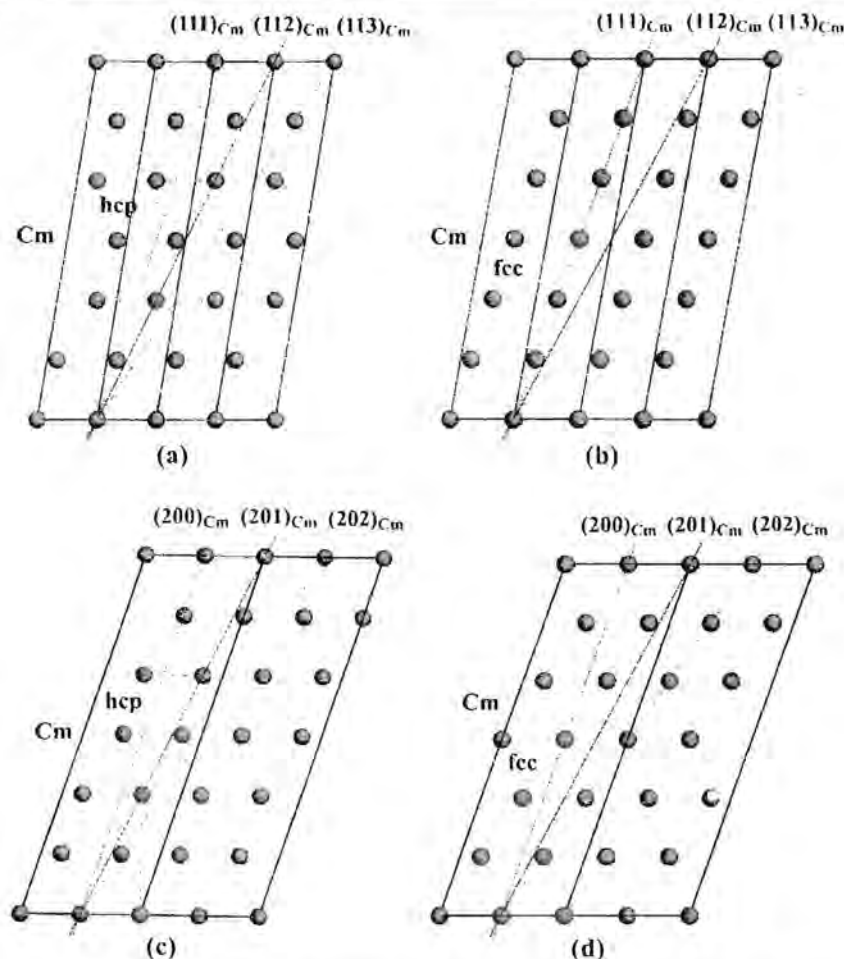 (111)Cm (112)Cm (113)Cm
(111)Cm (112)Cm (113)Cm
hcp
Cm
Cm
fcc
(a)
(b)
(200)Cm (201)Cm (202)Cm
(200)Cm (201)Cm (202)Cm
hcp
Cm
Cm
fcc
(c)
(d)